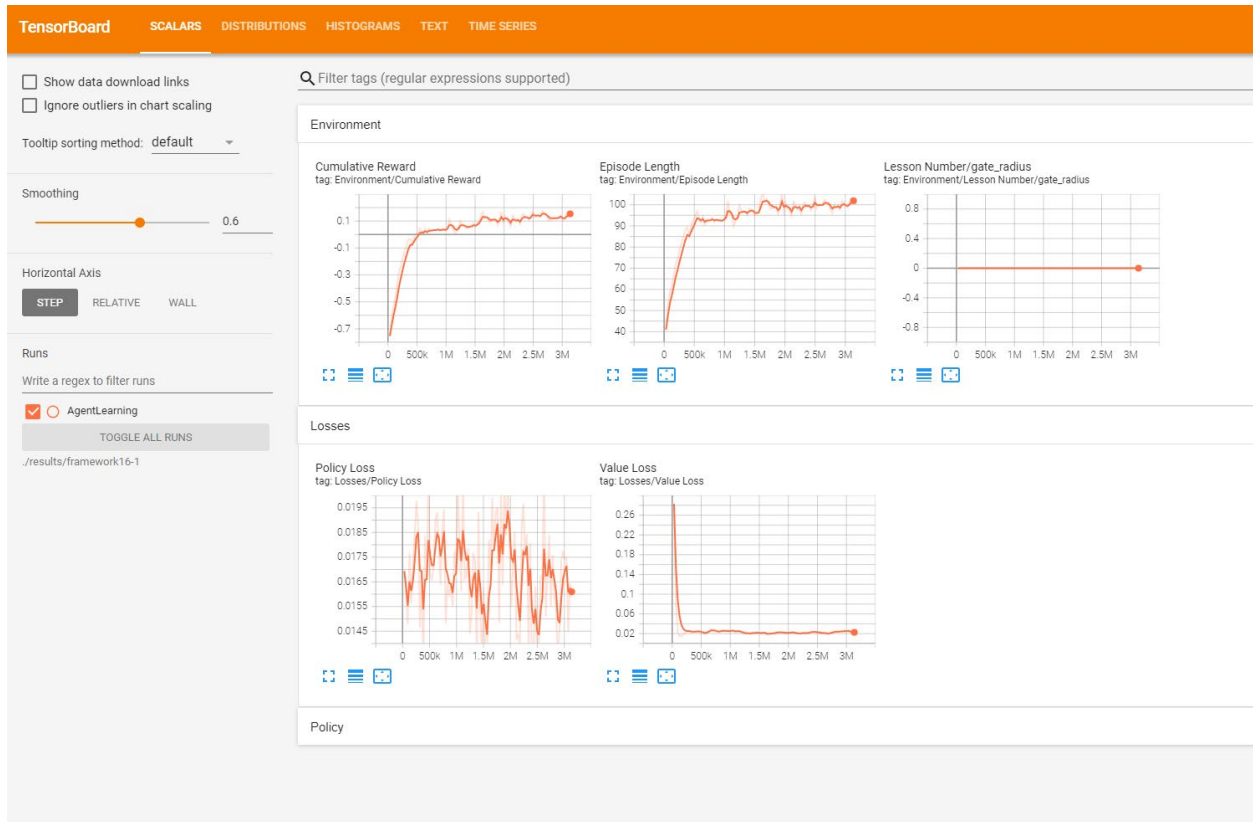 TensorBoard SCALARS DISTRIBUTIONS HISTOGRAMS TEXT TIME SERIES
Show data download links
Ignore outliers in chart scaling
Tooltip sorting method: default
Smoothing
0.6
Horizontal Axis
STEP RELATIVE WALL
Runs
Write a regex to filter runs
AgentLearning
TOGGLE ALL RUNS
./results/framework16-1
Filter tags (regular expressions supported)
Environment
Cumulative Reward
tag: Environment/Cumulative Reward
0.1
-0.1
-0.3
-0.5
-0.7
0 500k 1M 1.5M 2M 2.5M 3M
Episode Length
tag: Environment/Episode Length
100
90
80
70
60
50
40
0 500k 1M 1.5M 2M 2.5M 3M
Lesson Number/gate_radius
tag: Environment/Lesson Number/gate_radius
0.8
0.4
0
-0.4
-0.8
0 500k 1M 1.5M 2M 2.5M 3M
Losses
Policy Loss
tag: Losses/Policy Loss
0.0195
0.0185
0.0175
0.0165
0.0155
0.0145
0 500k 1M 1.5M 2M 2.5M 3M
Value Loss
tag: Losses/Value Loss
0.26
0.22
0.18
0.14
0.1
0.06
0.02
0 500k 1M 1.5M 2M 2.5M 3M
Policy